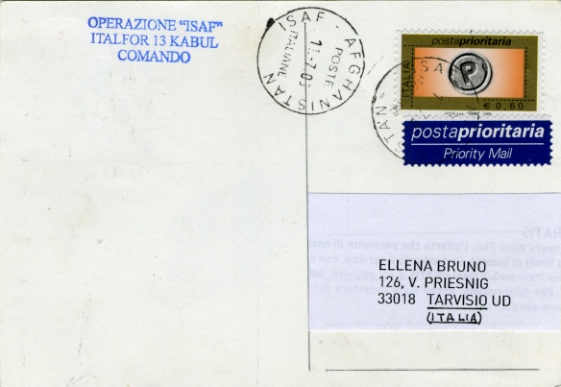 OPERAZIONE "ISAF"
ITALFOR 13 KABUL
COMANDO
ISAF - AFGHANISTAN
POSTE
ITALIANE
postaprioritaria
ITALIA
P
€ 0,60
postaprioritaria
Priority Mail
ELLENA BRUNO
126, V. PRIESNIG
33018 TARVISIO UD
(ITALIA)